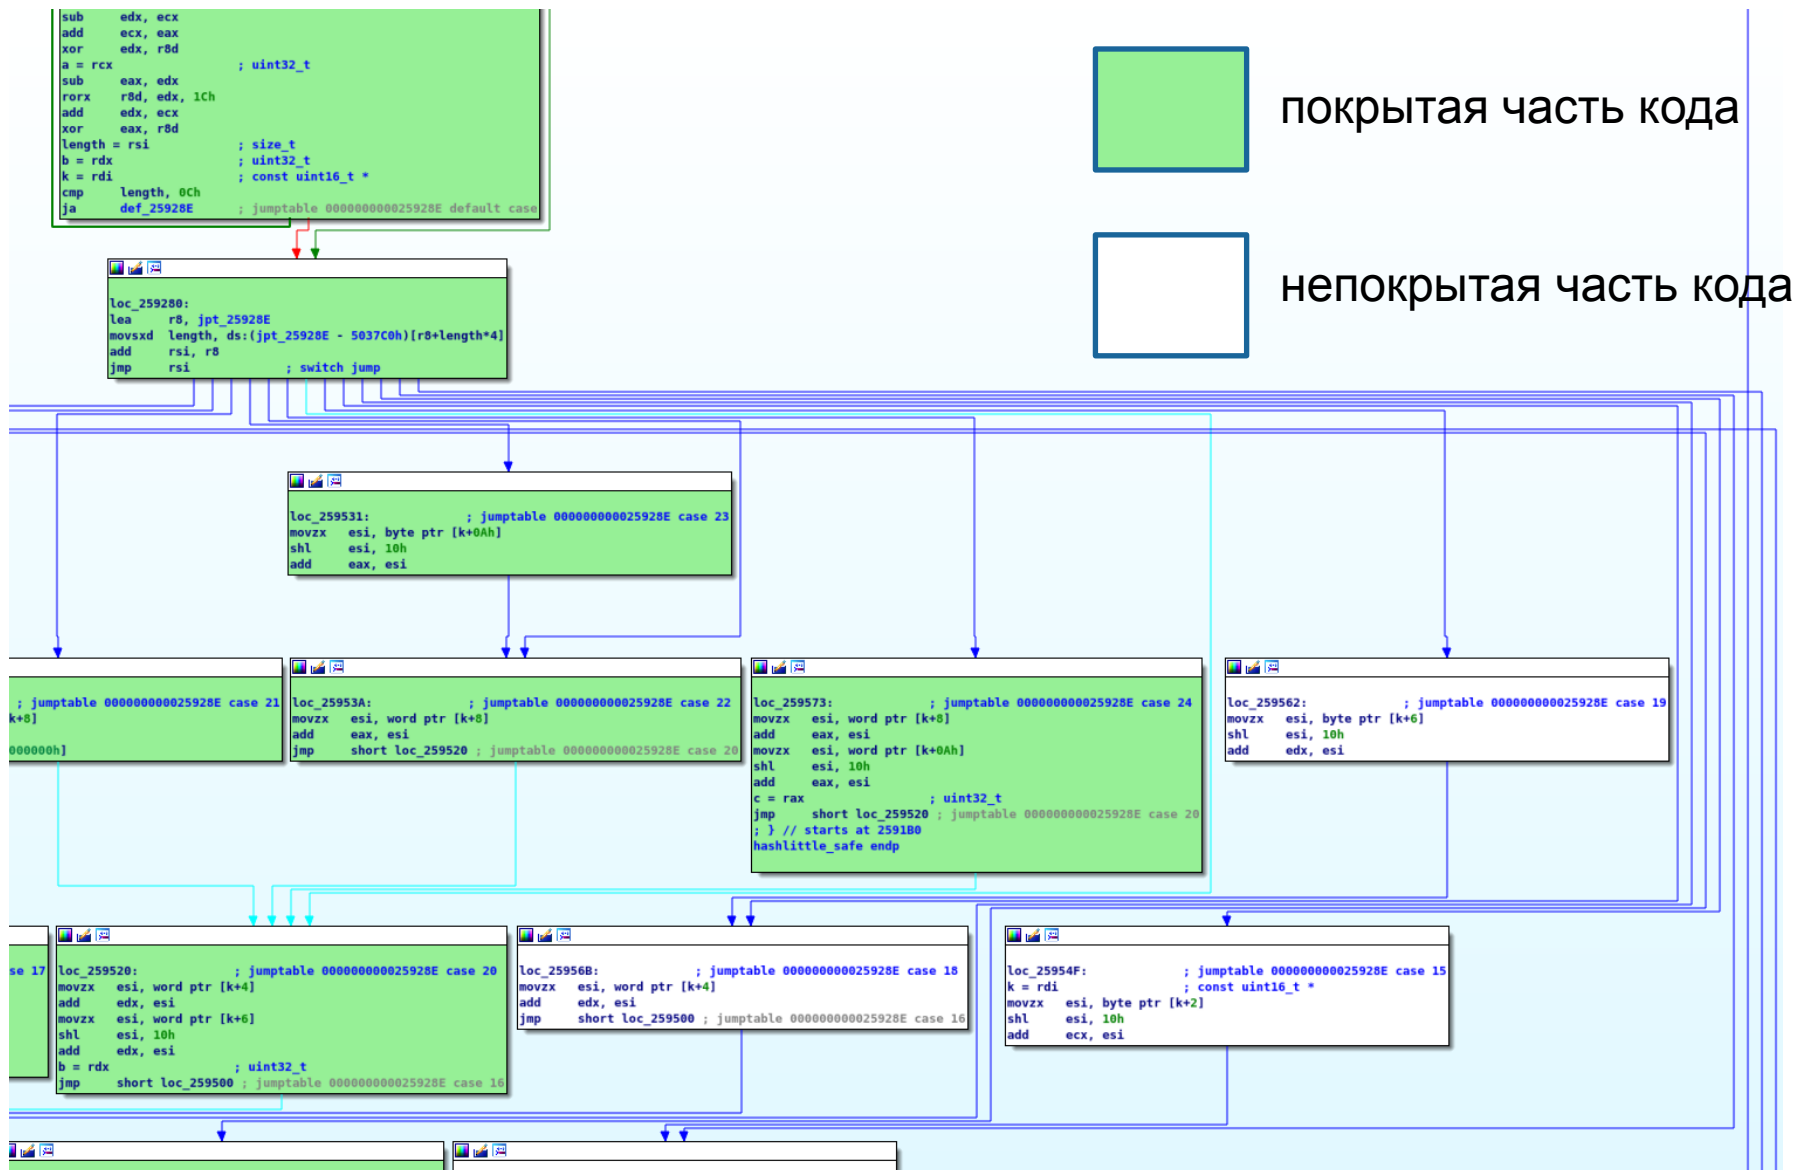 sub     edx, ecx
add     ecx, eax
xor     edx, r8d
a = rcx                ; uint32_t
sub     eax, edx
rorx    r8d, edx, 1Ch
add     edx, ecx
xor     eax, r8d
length = rsi           ; size_t
b = rdx                ; uint32_t
k = rdi                ; const uint16_t *
cmp     length, 0Ch
ja      def_25928E     ; jumptable 000000000025928E default case
покрытая часть кода
непокрытая часть кода
loc_259280:
lea     r8, jpt_25928E
movsxd  length, ds:(jpt_25928E - 5037C0h)[r8+length*4]
add     rsi, r8
jmp     rsi            ; switch jump
loc_259531:            ; jumptable 000000000025928E case 23
movzx   esi, byte ptr [k+0Ah]
shl     esi, 10h
add     eax, esi
; jumptable 000000000025928E case 21
k+8]
000000h]
loc_25953A:            ; jumptable 000000000025928E case 22
movzx   esi, word ptr [k+8]
add     eax, esi
jmp     short loc_259520 ; jumptable 000000000025928E case 20
loc_259573:            ; jumptable 000000000025928E case 24
movzx   esi, word ptr [k+8]
add     eax, esi
movzx   esi, word ptr [k+0Ah]
shl     esi, 10h
add     eax, esi
c = rax                ; uint32_t
jmp     short loc_259520 ; jumptable 000000000025928E case 20
; } // starts at 2591B0
hashlittle_safe endp
loc_259562:            ; jumptable 000000000025928E case 19
movzx   esi, byte ptr [k+6]
shl     esi, 10h
add     edx, esi
se 17
loc_259520:            ; jumptable 000000000025928E case 20
movzx   esi, word ptr [k+4]
add     edx, esi
movzx   esi, word ptr [k+6]
shl     esi, 10h
add     edx, esi
b = rdx                ; uint32_t
jmp     short loc_259500 ; jumptable 000000000025928E case 16
loc_25956B:            ; jumptable 000000000025928E case 18
movzx   esi, word ptr [k+4]
add     edx, esi
jmp     short loc_259500 ; jumptable 000000000025928E case 16
loc_25954F:            ; jumptable 000000000025928E case 15
k = rdi                ; const uint16_t *
movzx   esi, byte ptr [k+2]
shl     esi, 10h
add     ecx, esi